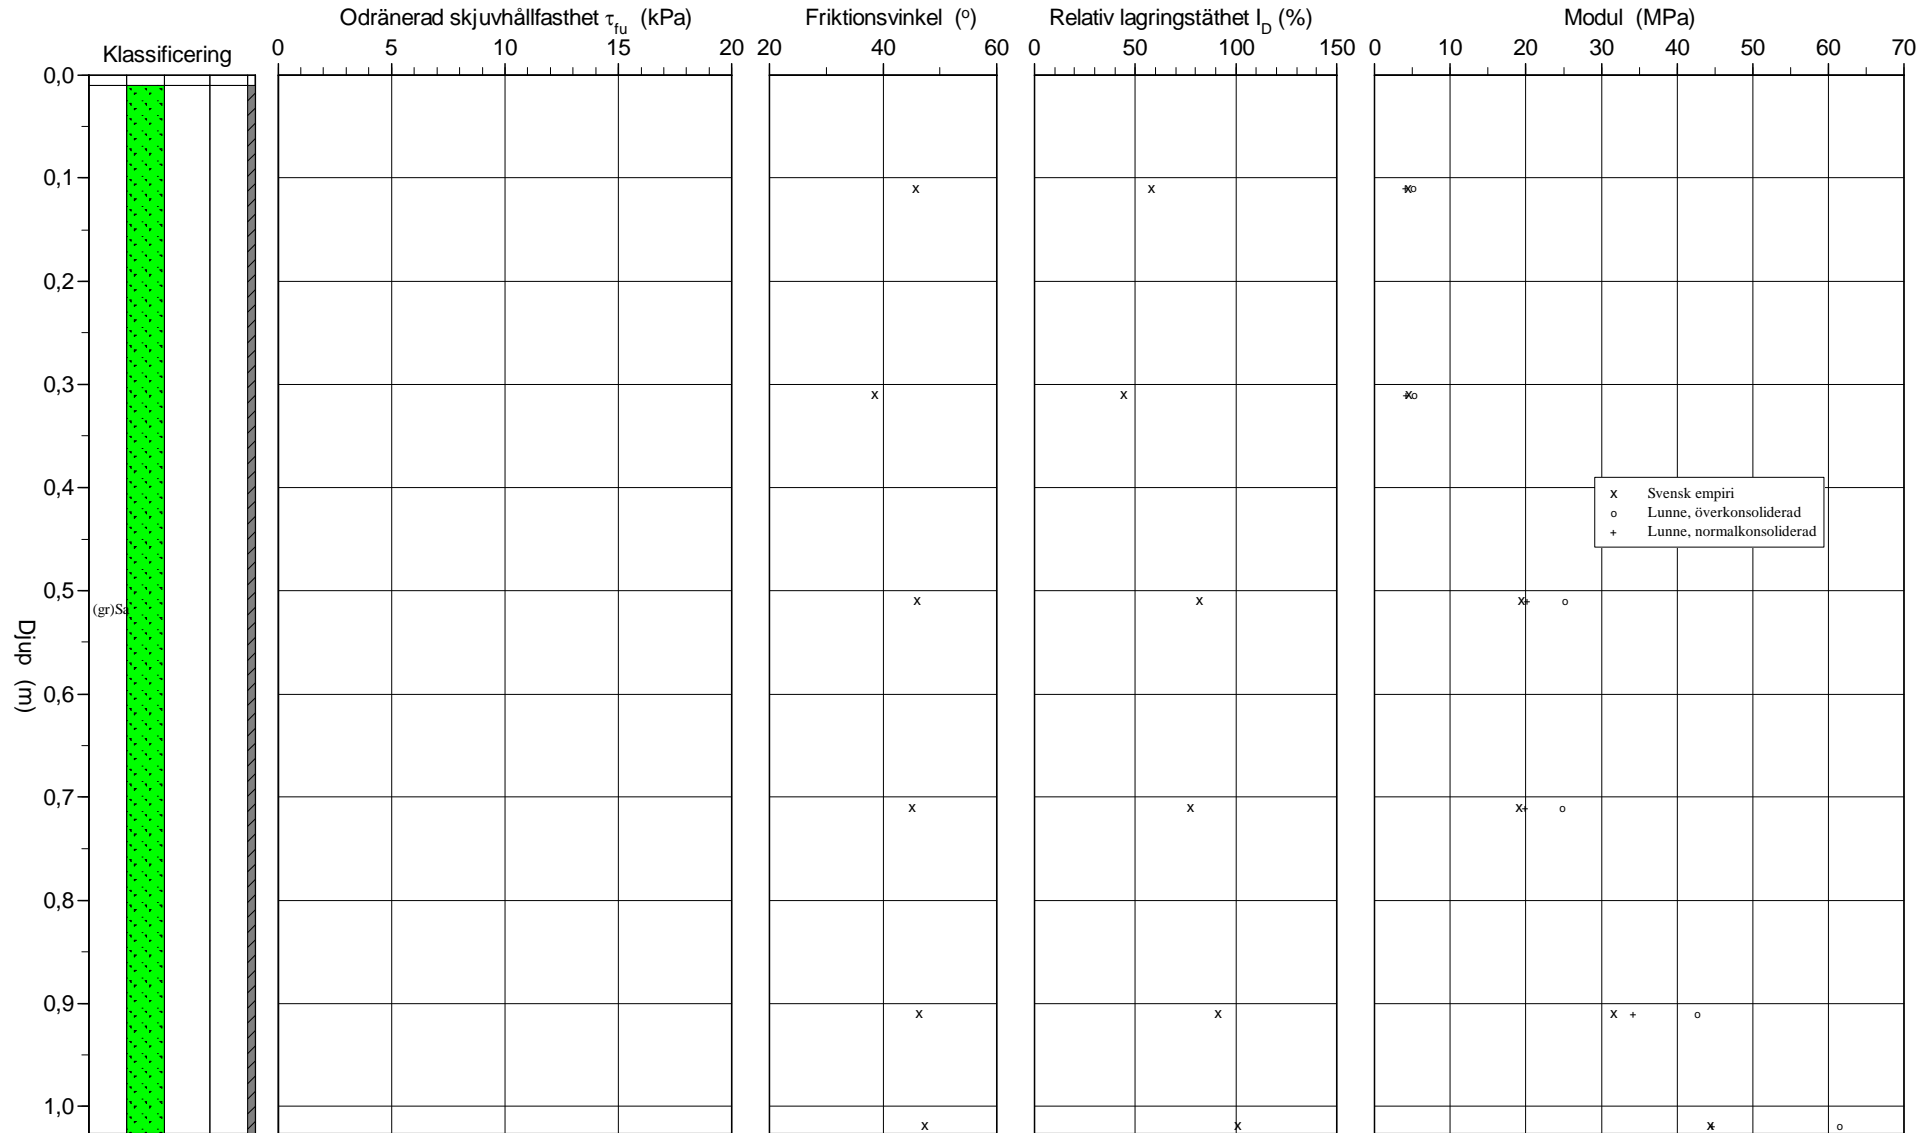 Odränerad skjuvhållfasthet τfu (kPa)
Friktionsvinkel (o)
Relativ lagringstäthet ID (%)
Modul (MPa)
Klassificering
0 5 10 15 20
20 40 60
0 50 100 150
0 10 20 30 40 50 60 70
0,0
0,1
0,2
0,3
0,4
0,5
0,6
0,7
0,8
0,9
1,0
Djup (m)
(gr)Sa
x Svensk empiri
o Lunne, överkonsoliderad
+ Lunne, normalkonsoliderad